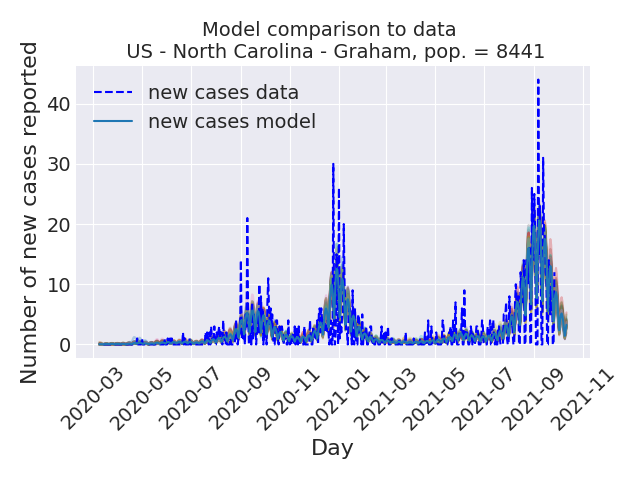 Model comparison to data
US - North Carolina - Graham, pop. = 8441
Number of new cases reported
new cases data
new cases model
40
30
20
10
0
2020-03
2020-05
2020-07
2020-09
2020-11
2021-01
2021-03
2021-05
2021-07
2021-09
2021-11
Day